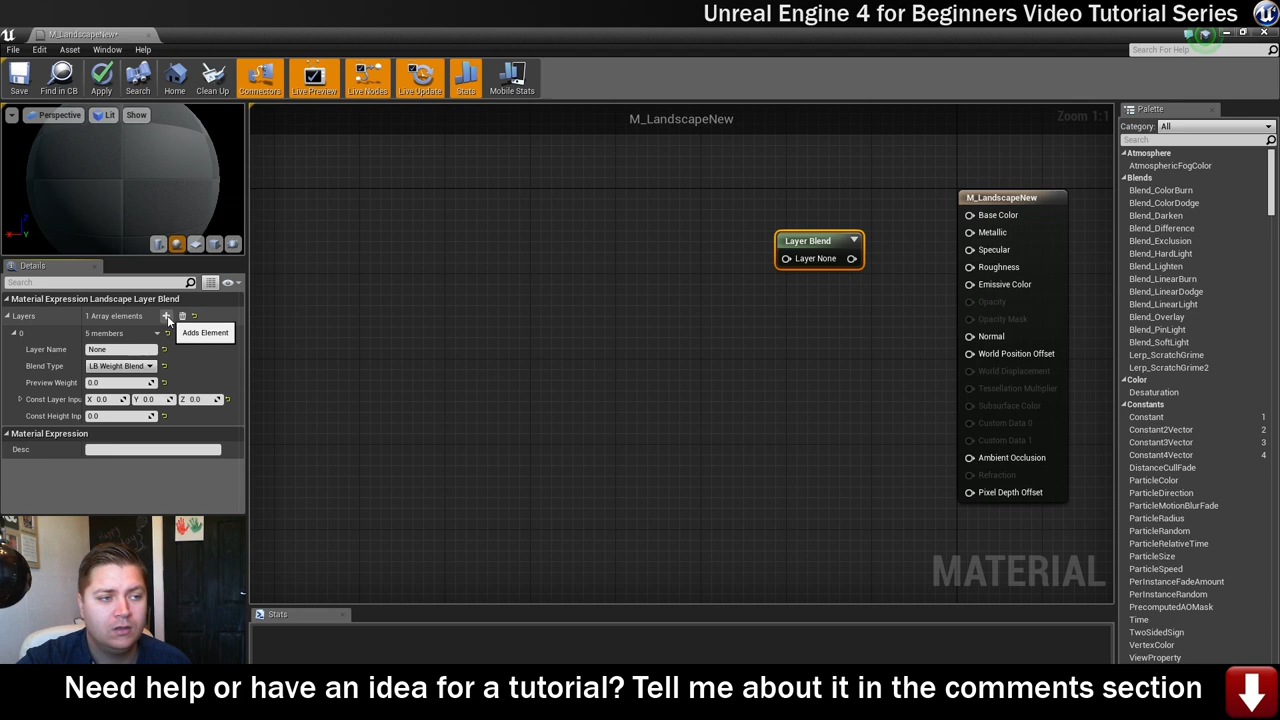 Unreal Engine 4 for Beginners Video Tutorial Series
M_LandscapeNew*
File Edit Asset Window Help
Search For Help
Save Find in CB Apply Search Home Clean Up Connectors Live Preview Live Nodes Live Update Stats Mobile Stats
Perspective Lit Show
M_LandscapeNew
Zoom 1:1
Palette
Category: All
Search
Atmosphere
AtmosphericFogColor
Blends
Blend_ColorBurn
Blend_ColorDodge
Blend_Darken
Blend_Difference
Blend_Exclusion
Blend_HardLight
Blend_Lighten
Blend_LinearBurn
Blend_LinearDodge
Blend_LinearLight
Blend_Overlay
Blend_PinLight
Blend_SoftLight
Lerp_ScratchGrime
Lerp_ScratchGrime2
Color
Desaturation
Constants
Constant 1
Constant2Vector 2
Constant3Vector 3
Constant4Vector 4
DistanceCullFade
ParticleColor
ParticleDirection
ParticleMotionBlurFade
ParticleRadius
ParticleRandom
ParticleRelativeTime
ParticleSize
ParticleSpeed
PerInstanceFadeAmount
PerInstanceRandom
PrecomputedAOMask
Time
TwoSidedSign
VertexColor
ViewProperty
M_LandscapeNew
Base Color
Metallic
Specular
Roughness
Emissive Color
Opacity
Opacity Mask
Normal
World Position Offset
World Displacement
Tessellation Multiplier
Subsurface Color
Custom Data 0
Custom Data 1
Ambient Occlusion
Refraction
Pixel Depth Offset
Layer Blend
Layer None
MATERIAL
Details
Search
Material Expression Landscape Layer Blend
Layers 1 Array elements
0 5 members
Adds Element
Layer Name None
Blend Type LB Weight Blend
Preview Weight 0.0
Const Layer Inpu X 0.0 Y 0.0 Z 0.0
Const Height Inp 0.0
Material Expression
Desc
Stats
Need help or have an idea for a tutorial? Tell me about it in the comments section